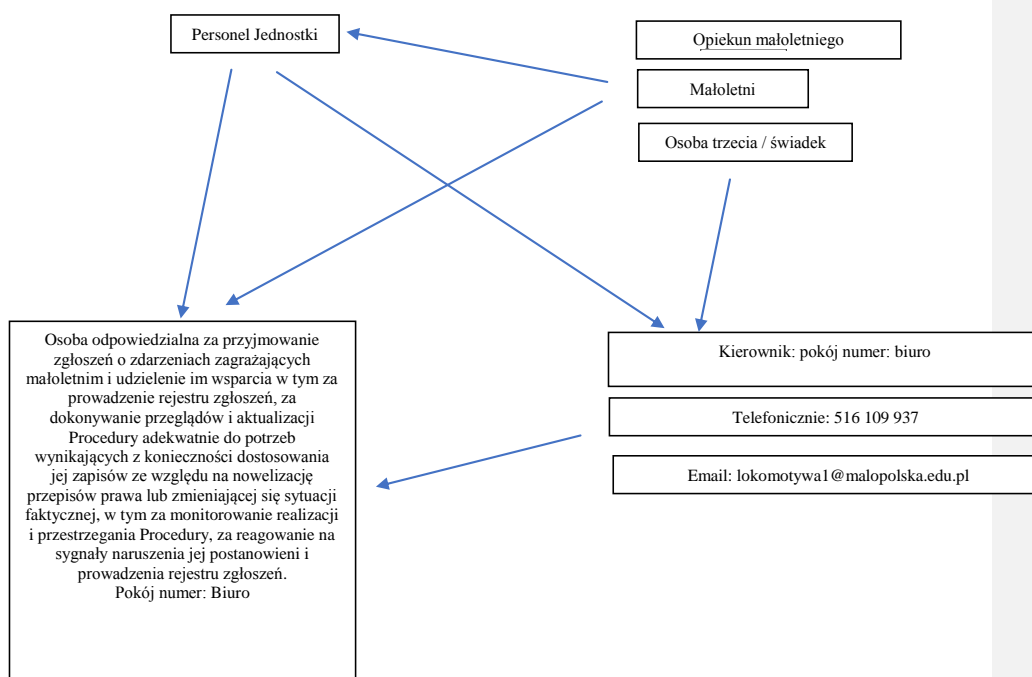 Personel Jednostki
Opiekun małoletniego
Małoletni
Osoba trzecia / świadek
Osoba odpowiedzialna za przyjmowanie
zgłoszeń o zdarzeniach zagrażających
małoletnim i udzielenie im wsparcia w tym za
prowadzenie rejestru zgłoszeń, za
dokonywanie przeglądów i aktualizacji
Procedury adekwatnie do potrzeb
wynikających z konieczności dostosowania
jej zapisów ze względu na nowelizację
przepisów prawa lub zmieniającej się sytuacji
faktycznej, w tym za monitorowanie realizacji
i przestrzegania Procedury, za reagowanie na
sygnały naruszenia jej postanowieni i
prowadzenia rejestru zgłoszeń.
Pokój numer: Biuro
Kierownik: pokój numer: biuro
Telefonicznie: 516 109 937
Email: lokomotywa1@malopolska.edu.pl